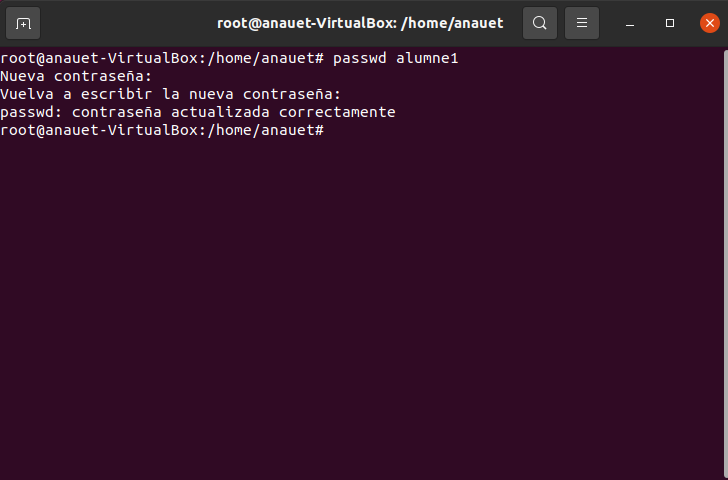 root@anauet-VirtualBox: /home/anauet
root@anauet-VirtualBox:/home/anauet# passwd alumne1
Nueva contraseña:
Vuelva a escribir la nueva contraseña:
passwd: contraseña actualizada correctamente
root@anauet-VirtualBox:/home/anauet#